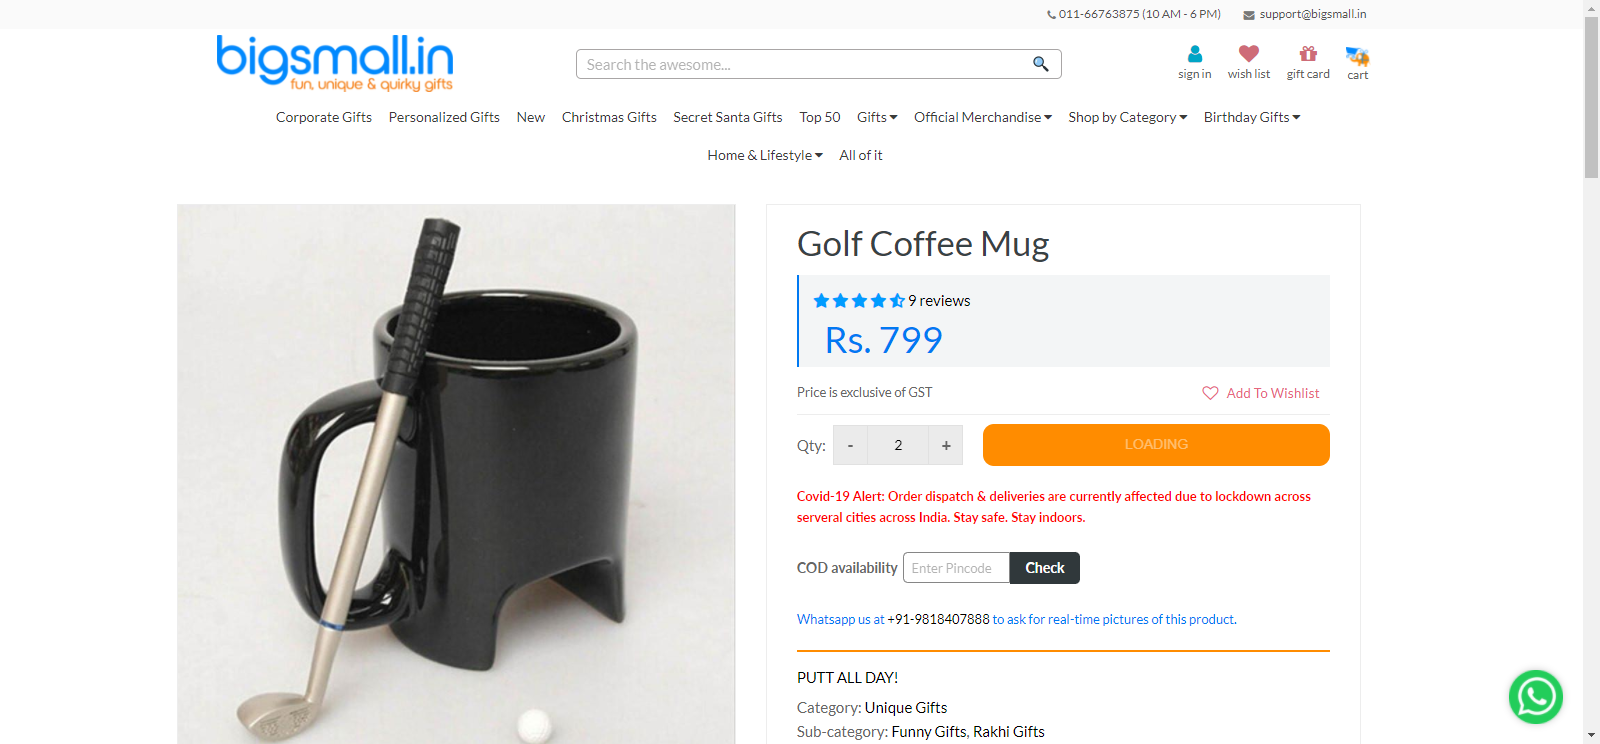 011-66763875 (10 AM - 6 PM) support@bigsmall.in
bigsmall.in
fun, unique & quirky gifts
Search the awesome...
sign in wish list gift card cart
Corporate Gifts Personalized Gifts New Christmas Gifts Secret Santa Gifts Top 50 Gifts Official Merchandise Shop by Category Birthday Gifts
Home & Lifestyle All of it
Golf Coffee Mug
9 reviews
Rs. 799
Price is exclusive of GST Add To Wishlist
Qty: - 2 + LOADING
Covid-19 Alert: Order dispatch & deliveries are currently affected due to lockdown across
serveral cities across India. Stay safe. Stay indoors.
COD availability Enter Pincode Check
Whatsapp us at +91-9818407888 to ask for real-time pictures of this product.
PUTT ALL DAY!
Category: Unique Gifts
Sub-category: Funny Gifts, Rakhi Gifts